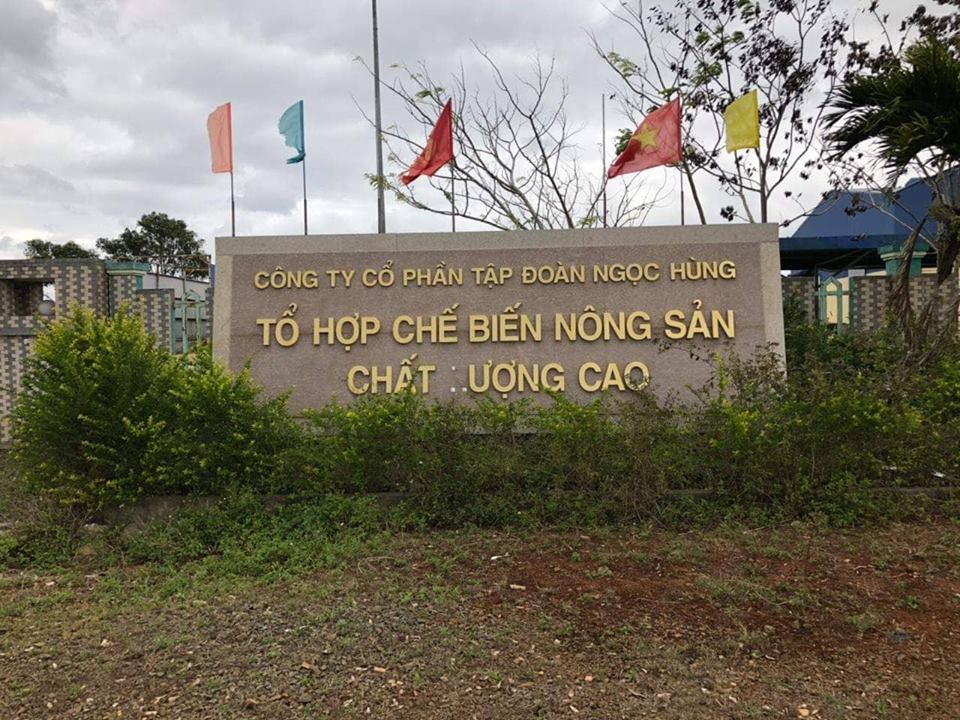 CÔNG TY CỔ PHẦN TẬP ĐOÀN NGỌC HÙNG
TỔ HỢP CHẾ BIẾN NÔNG SẢN
CHẤT ƯỢNG CAO